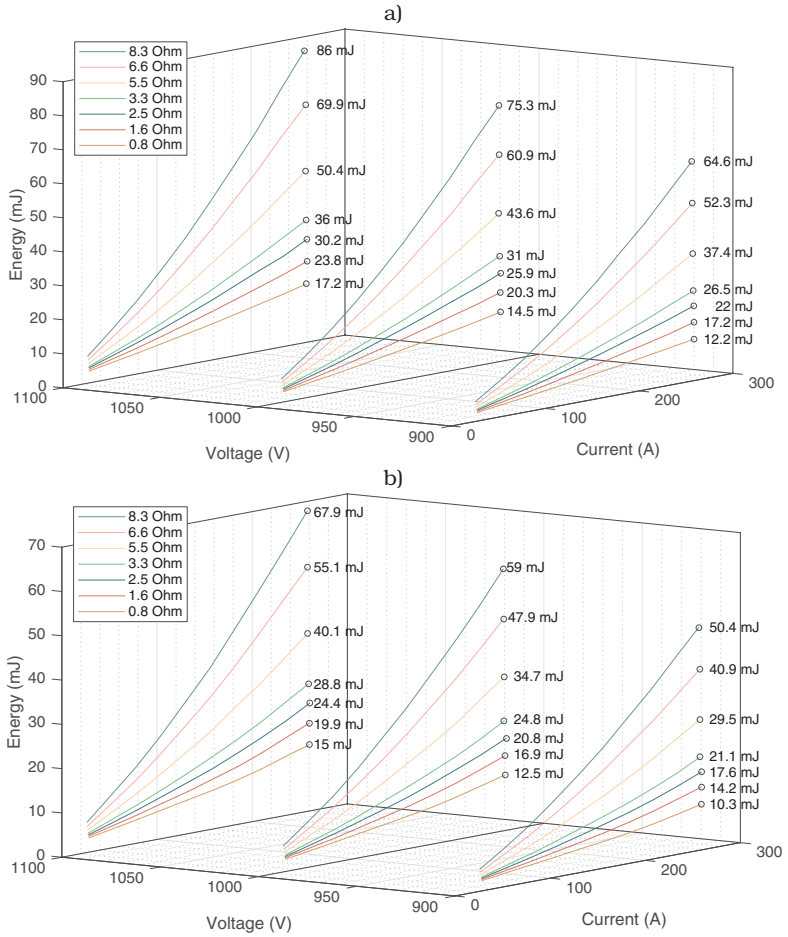 a)
8.3 Ohm
6.6 Ohm
5.5 Ohm
3.3 Ohm
2.5 Ohm
1.6 Ohm
0.8 Ohm
Energy (mJ)
90
80
70
60
50
40
30
20
10
0
86 mJ
69.9 mJ
50.4 mJ
36 mJ
30.2 mJ
23.8 mJ
17.2 mJ
75.3 mJ
60.9 mJ
43.6 mJ
31 mJ
25.9 mJ
20.3 mJ
14.5 mJ
64.6 mJ
52.3 mJ
37.4 mJ
26.5 mJ
22 mJ
17.2 mJ
12.2 mJ
1100
1050
1000
950
900
Voltage (V)
0
100
200
300
Current (A)
b)
8.3 Ohm
6.6 Ohm
5.5 Ohm
3.3 Ohm
2.5 Ohm
1.6 Ohm
0.8 Ohm
Energy (mJ)
70
60
50
40
30
20
10
0
67.9 mJ
55.1 mJ
40.1 mJ
28.8 mJ
24.4 mJ
19.9 mJ
15 mJ
59 mJ
47.9 mJ
34.7 mJ
24.8 mJ
20.8 mJ
16.9 mJ
12.5 mJ
50.4 mJ
40.9 mJ
29.5 mJ
21.1 mJ
17.6 mJ
14.2 mJ
10.3 mJ
1100
1050
1000
950
900
Voltage (V)
0
100
200
300
Current (A)